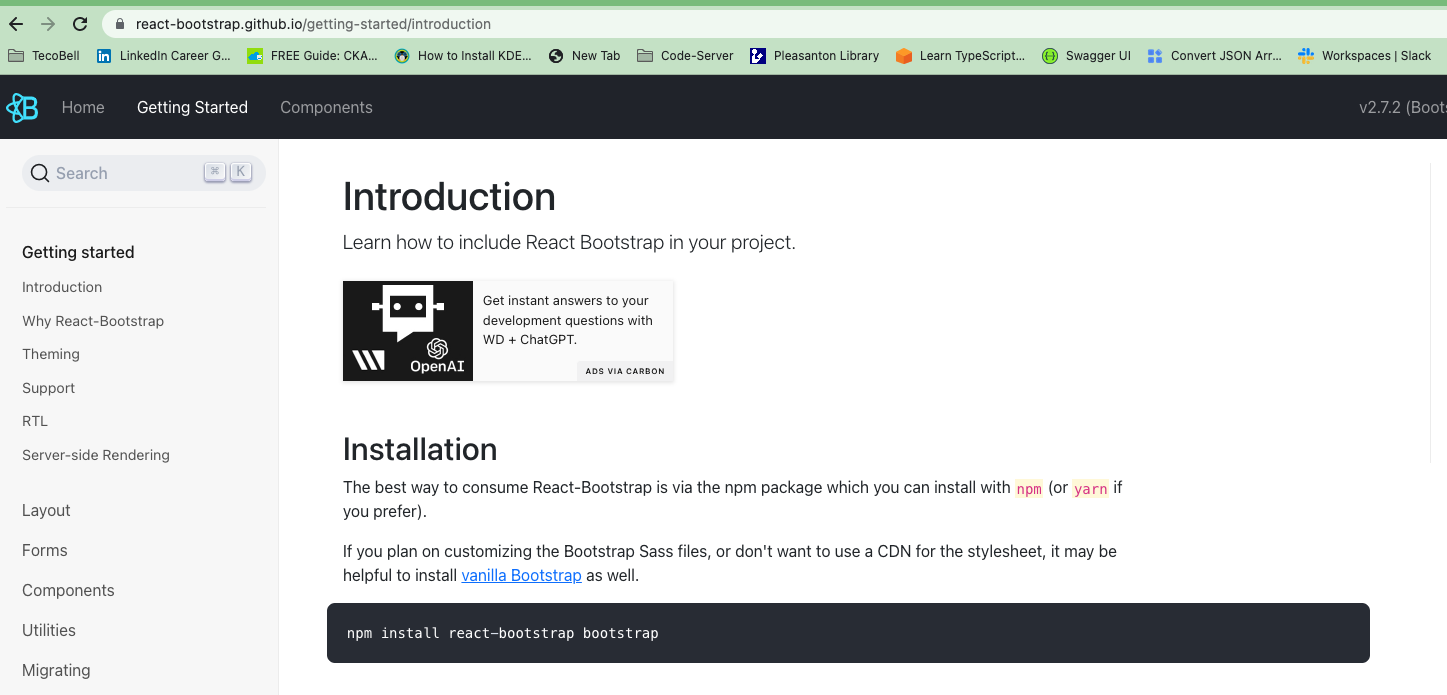 react-bootstrap.github.io/getting-started/introduction
TecoBell LinkedIn Career G... FREE Guide: CKA... How to Install KDE... New Tab Code-Server Pleasanton Library Learn TypeScript... Swagger UI Convert JSON Arr... Workspaces | Slack
B Home Getting Started Components v2.7.2 (Boots
Search ⌘ K
Getting started
Introduction
Why React-Bootstrap
Theming
Support
RTL
Server-side Rendering
Layout
Forms
Components
Utilities
Migrating
Introduction
Learn how to include React Bootstrap in your project.
OpenAI
Get instant answers to your
development questions with
WD + ChatGPT.
ADS VIA CARBON
Installation
The best way to consume React-Bootstrap is via the npm package which you can install with npm (or yarn if
you prefer).
If you plan on customizing the Bootstrap Sass files, or don't want to use a CDN for the stylesheet, it may be
helpful to install vanilla Bootstrap as well.
npm install react-bootstrap bootstrap